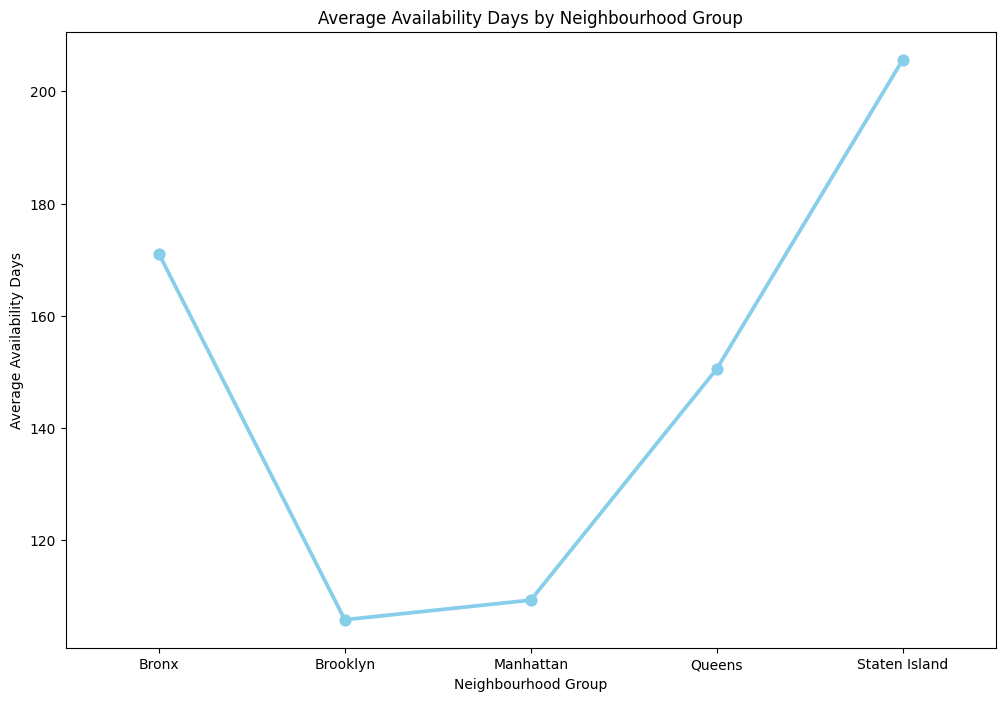 Average Availability Days by Neighbourhood Group
Average Availability Days
200
180
160
140
120
Bronx Brooklyn Manhattan Queens Staten Island
Neighbourhood Group